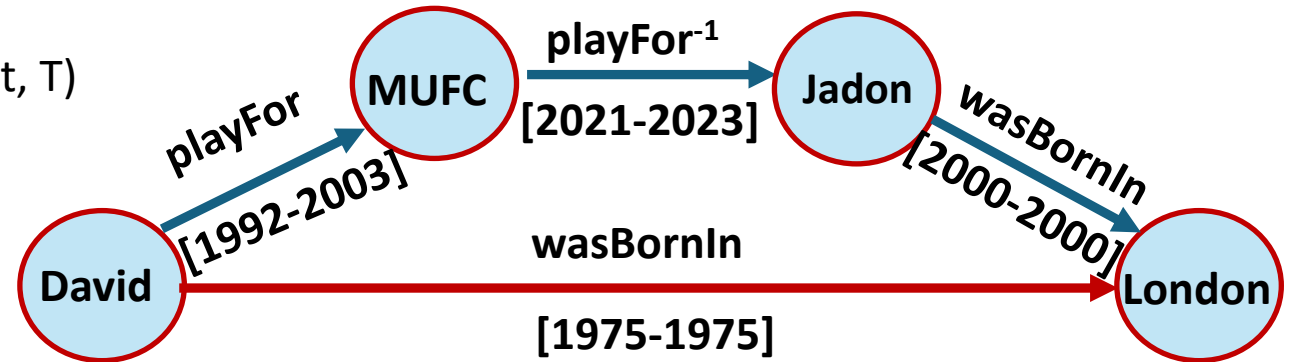 t, T)
playFor
[1992-2003]
MUFC
playFor-1
[2021-2023]
Jadon
wasBornIn
[2000-2000]
David
wasBornIn
[1975-1975]
London